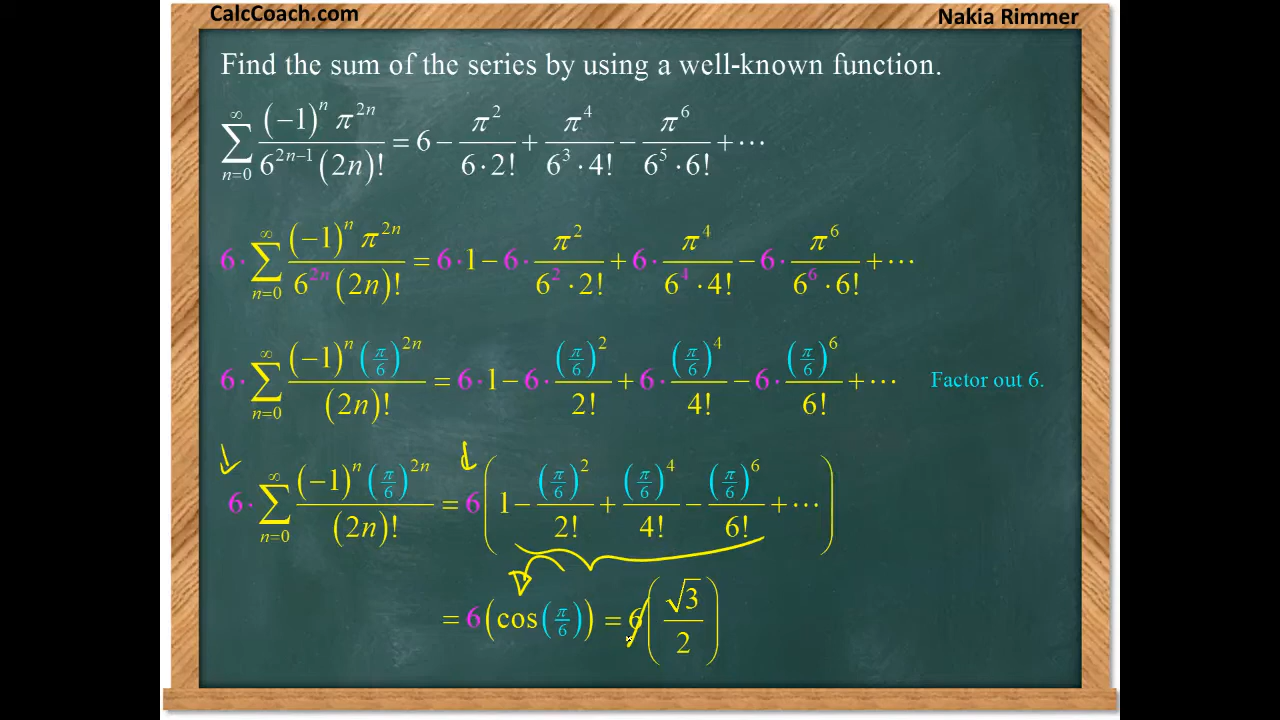 CalcCoach.com Nakia Rimmer
Find the sum of the series by using a well-known function.
∑_{n=0}^{∞} (−1)^n π^{2n} / (6^{2n−1} (2n)!) = 6 − π^2/(6·2!) + π^4/(6^3·4!) − π^6/(6^5·6!) + ⋯
6·∑_{n=0}^{∞} (−1)^n π^{2n} / (6^{2n} (2n)!) = 6·1 − 6·π^2/(6^2·2!) + 6·π^4/(6^4·4!) − 6·π^6/(6^6·6!) + ⋯
6·∑_{n=0}^{∞} (−1)^n (π/6)^{2n} / (2n)! = 6·1 − 6·(π/6)^2/2! + 6·(π/6)^4/4! − 6·(π/6)^6/6! + ⋯ Factor out 6.
6·∑_{n=0}^{∞} (−1)^n (π/6)^{2n} / (2n)! = 6(1 − (π/6)^2/2! + (π/6)^4/4! − (π/6)^6/6! + ⋯)
= 6(cos(π/6)) = 6(√3/2)